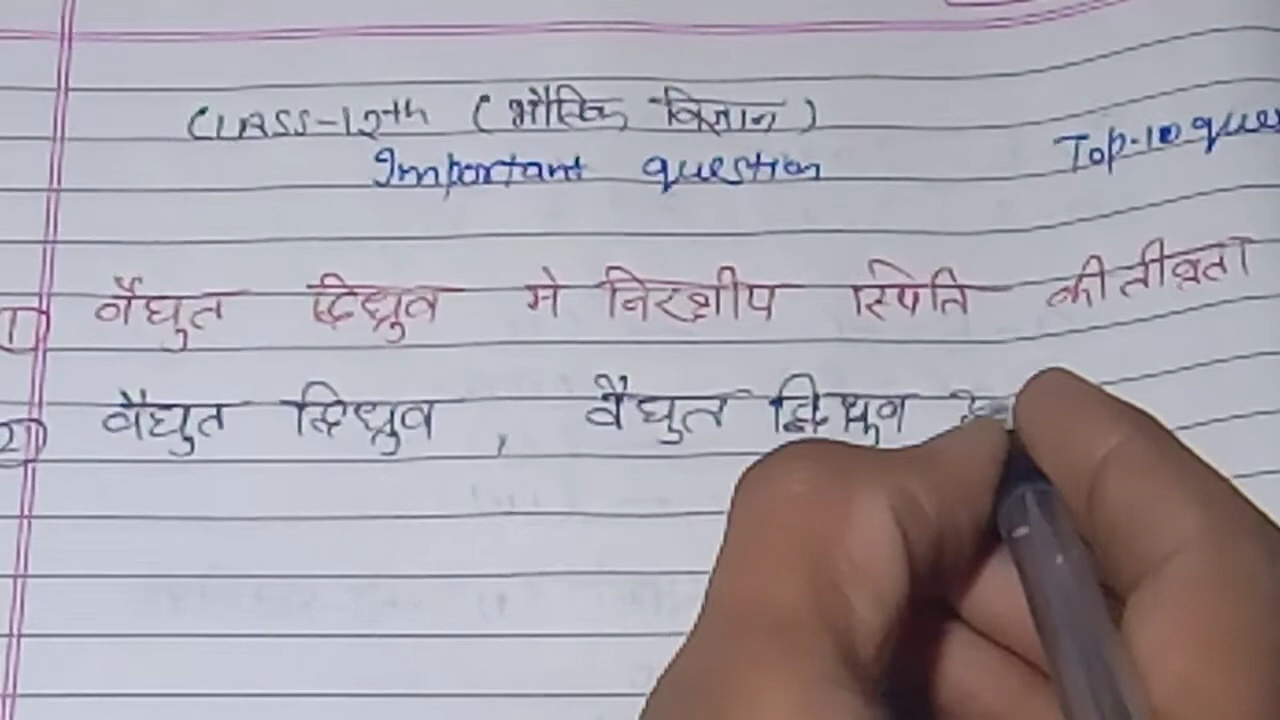 CLASS-12th (भौतिक विज्ञान)
Important question
Top-10 que
1) वैद्युत द्विध्रुव मे निरक्षीय स्थिति की तीव्रता
2) वैद्युत द्विध्रुव , वैद्युत द्विध्रुव